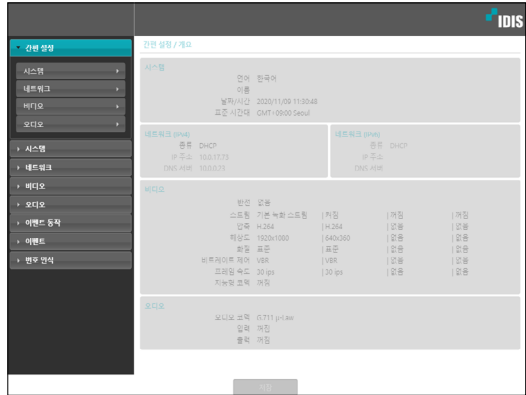 IDIS
간편 설정
시스템
네트워크
비디오
오디오
시스템
네트워크
비디오
오디오
이벤트 동작
이벤트
번호 인식
간편 설정 / 개요
시스템
언어 한국어
이름
날짜/시간 2020/11/09 11:30:48
표준 시간대 GMT+09:00 Seoul
네트워크 (IPv4)
종류 DHCP
IP 주소 10.0.17.73
DNS 서버 10.0.0.23
네트워크 (IPv6)
종류 DHCP
IP 주소
DNS 서버
비디오
반전 없음
스트림 기본 녹화 스트림 | 켜짐 | 꺼짐 | 꺼짐
압축 H.264 | H.264 | 없음 | 없음
해상도 1920x1080 | 640x360 | 없음 | 없음
화질 표준 | 표준 | 없음 | 없음
비트레이트 제어 VBR | VBR | 없음 | 없음
프레임 속도 30 ips | 30 ips | 없음 | 없음
지능형 코덱 꺼짐
오디오
오디오 코덱 G.711 μ-Law
입력 꺼짐
출력 꺼짐
저장